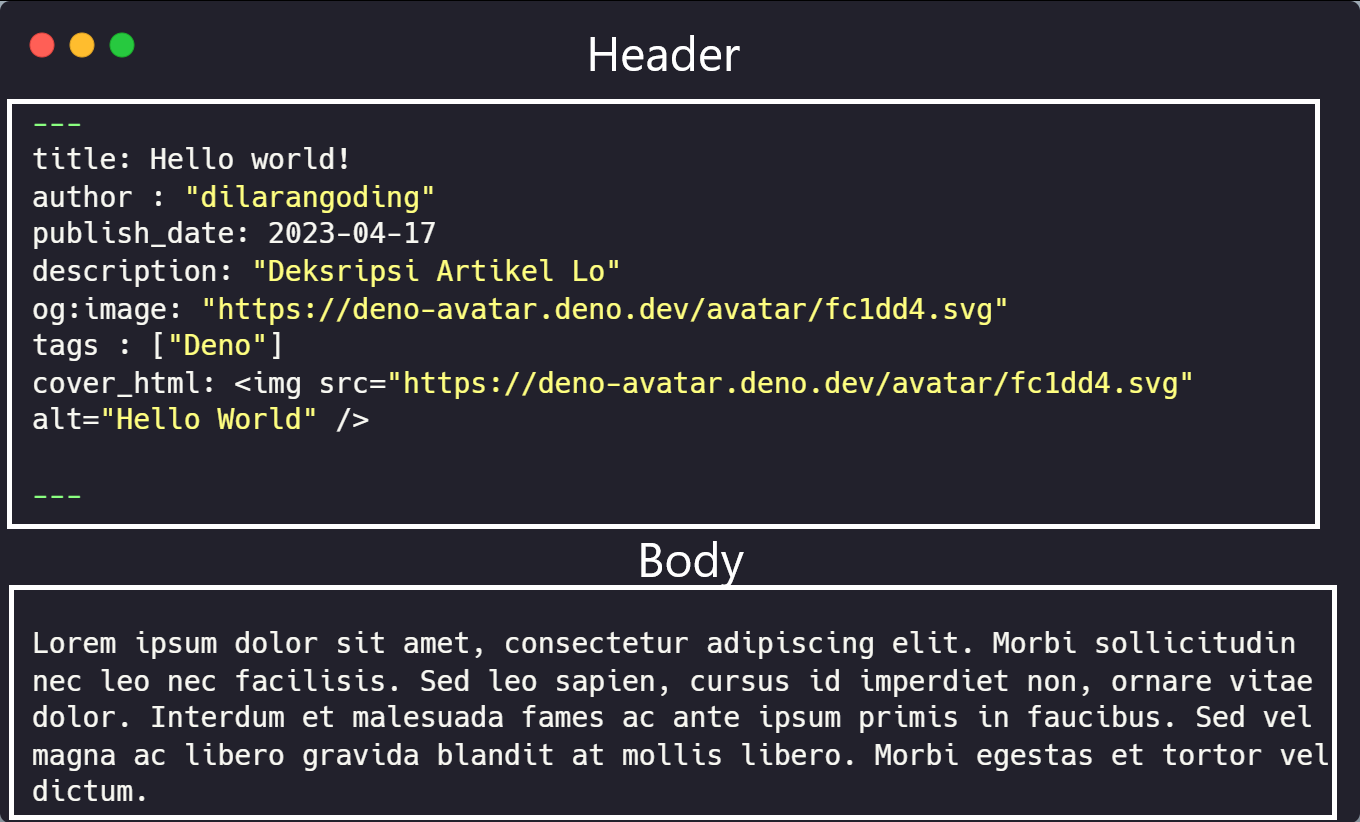 Header
---
title: Hello world!
author : "dilarangoding"
publish_date: 2023-04-17
description: "Deksripsi Artikel Lo"
og:image: "https://deno-avatar.deno.dev/avatar/fc1dd4.svg"
tags : ["Deno"]
cover_html: <img src="https://deno-avatar.deno.dev/avatar/fc1dd4.svg"
alt="Hello World" />
---
Body
Lorem ipsum dolor sit amet, consectetur adipiscing elit. Morbi sollicitudin
nec leo nec facilisis. Sed leo sapien, cursus id imperdiet non, ornare vitae
dolor. Interdum et malesuada fames ac ante ipsum primis in faucibus. Sed vel
magna ac libero gravida blandit at mollis libero. Morbi egestas et tortor vel
dictum.